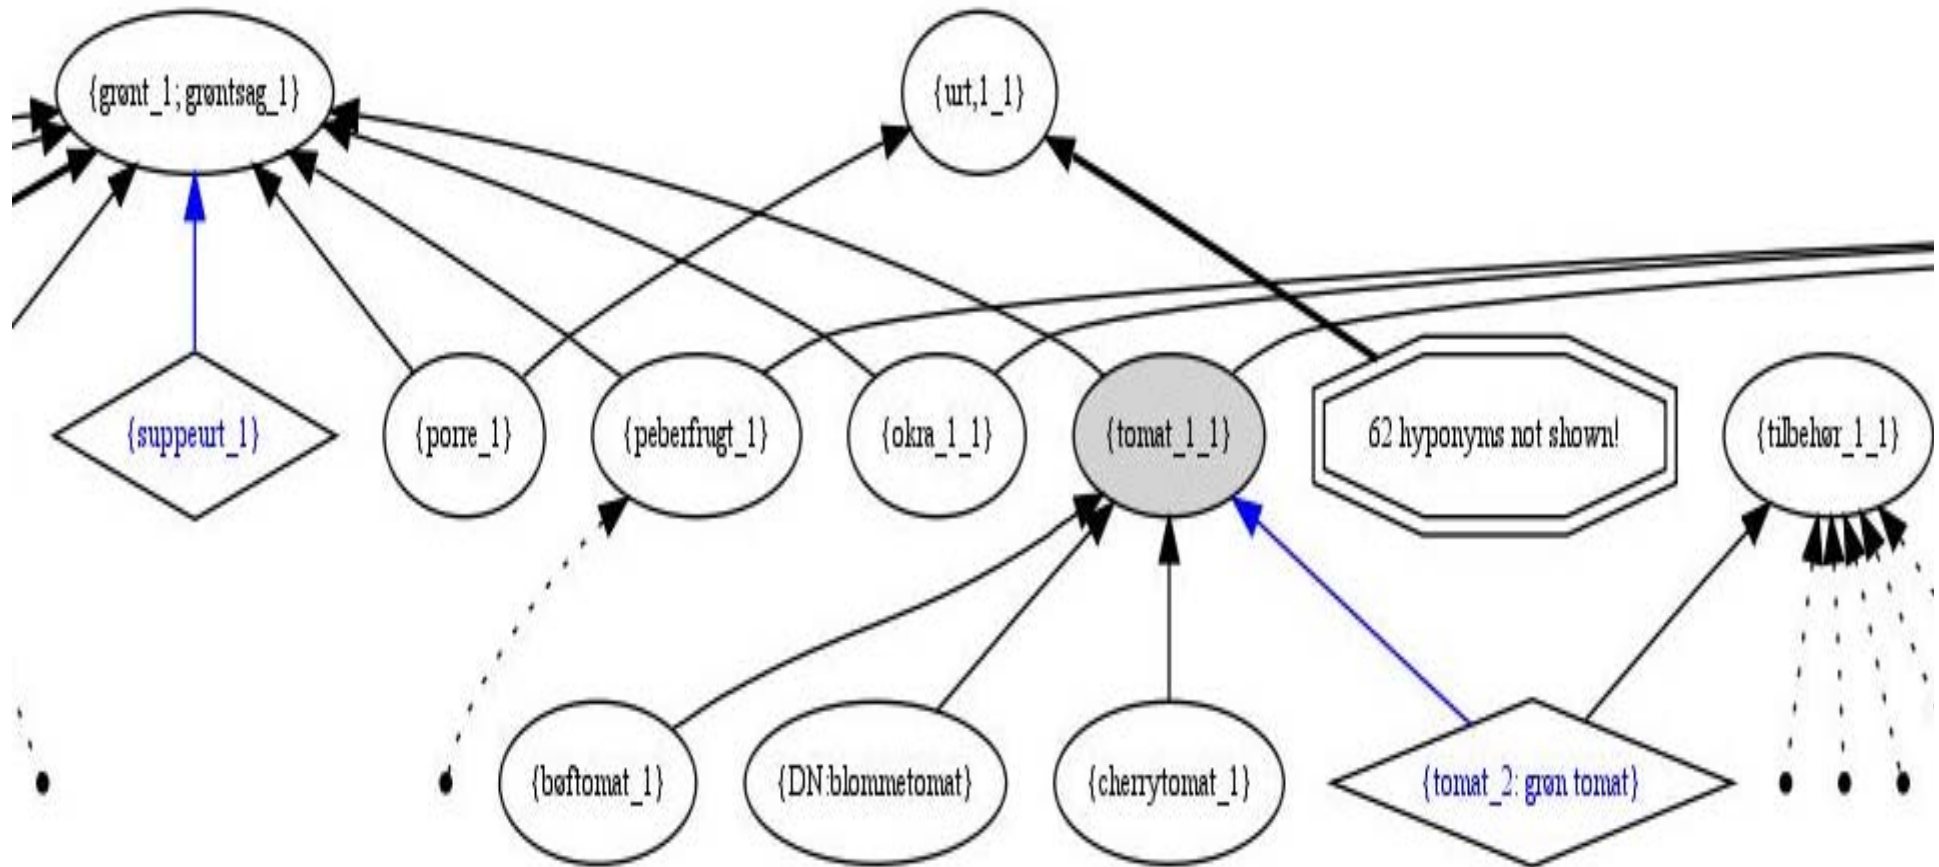 {grønt_1; grøntsag_1}
{urt,1_1}
{suppeurt_1}
{porre_1}
{peberfrugt_1}
{okra_1_1}
{tomat_1_1}
62 hyponyms not shown!
{tilbehør_1_1}
{bøftomat_1}
{DN:blommetomat}
{cherrytomat_1}
{tomat_2: grøn tomat}